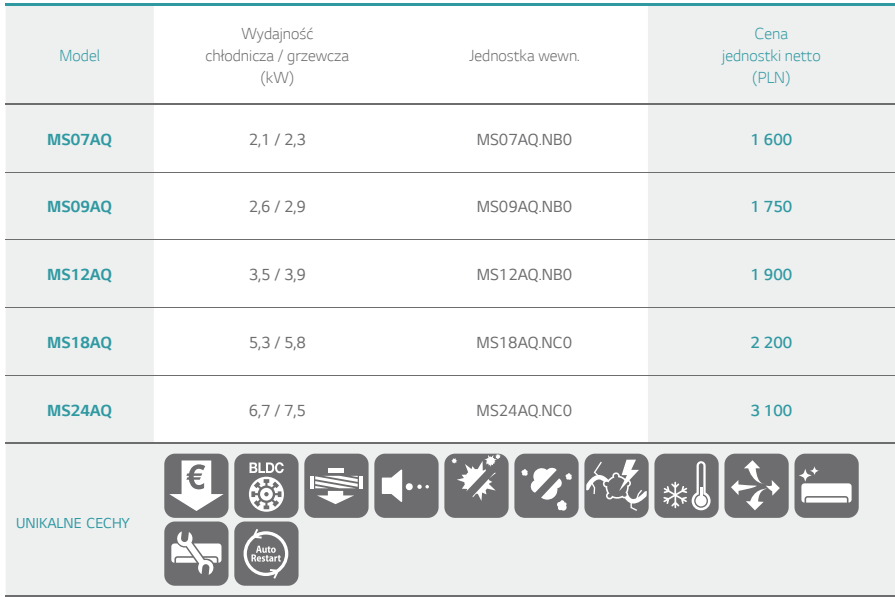 Model
Wydajność
chłodnicza / grzewcza
(kW)
Jednostka wewn.
Cena
jednostki netto
(PLN)
MS07AQ 2,1 / 2,3 MS07AQ.NB0 1 600
MS09AQ 2,6 / 2,9 MS09AQ.NB0 1 750
MS12AQ 3,5 / 3,9 MS12AQ.NB0 1 900
MS18AQ 5,3 / 5,8 MS18AQ.NC0 2 200
MS24AQ 6,7 / 7,5 MS24AQ.NC0 3 100
UNIKALNE CECHY
€
BLDC
Auto
Restart